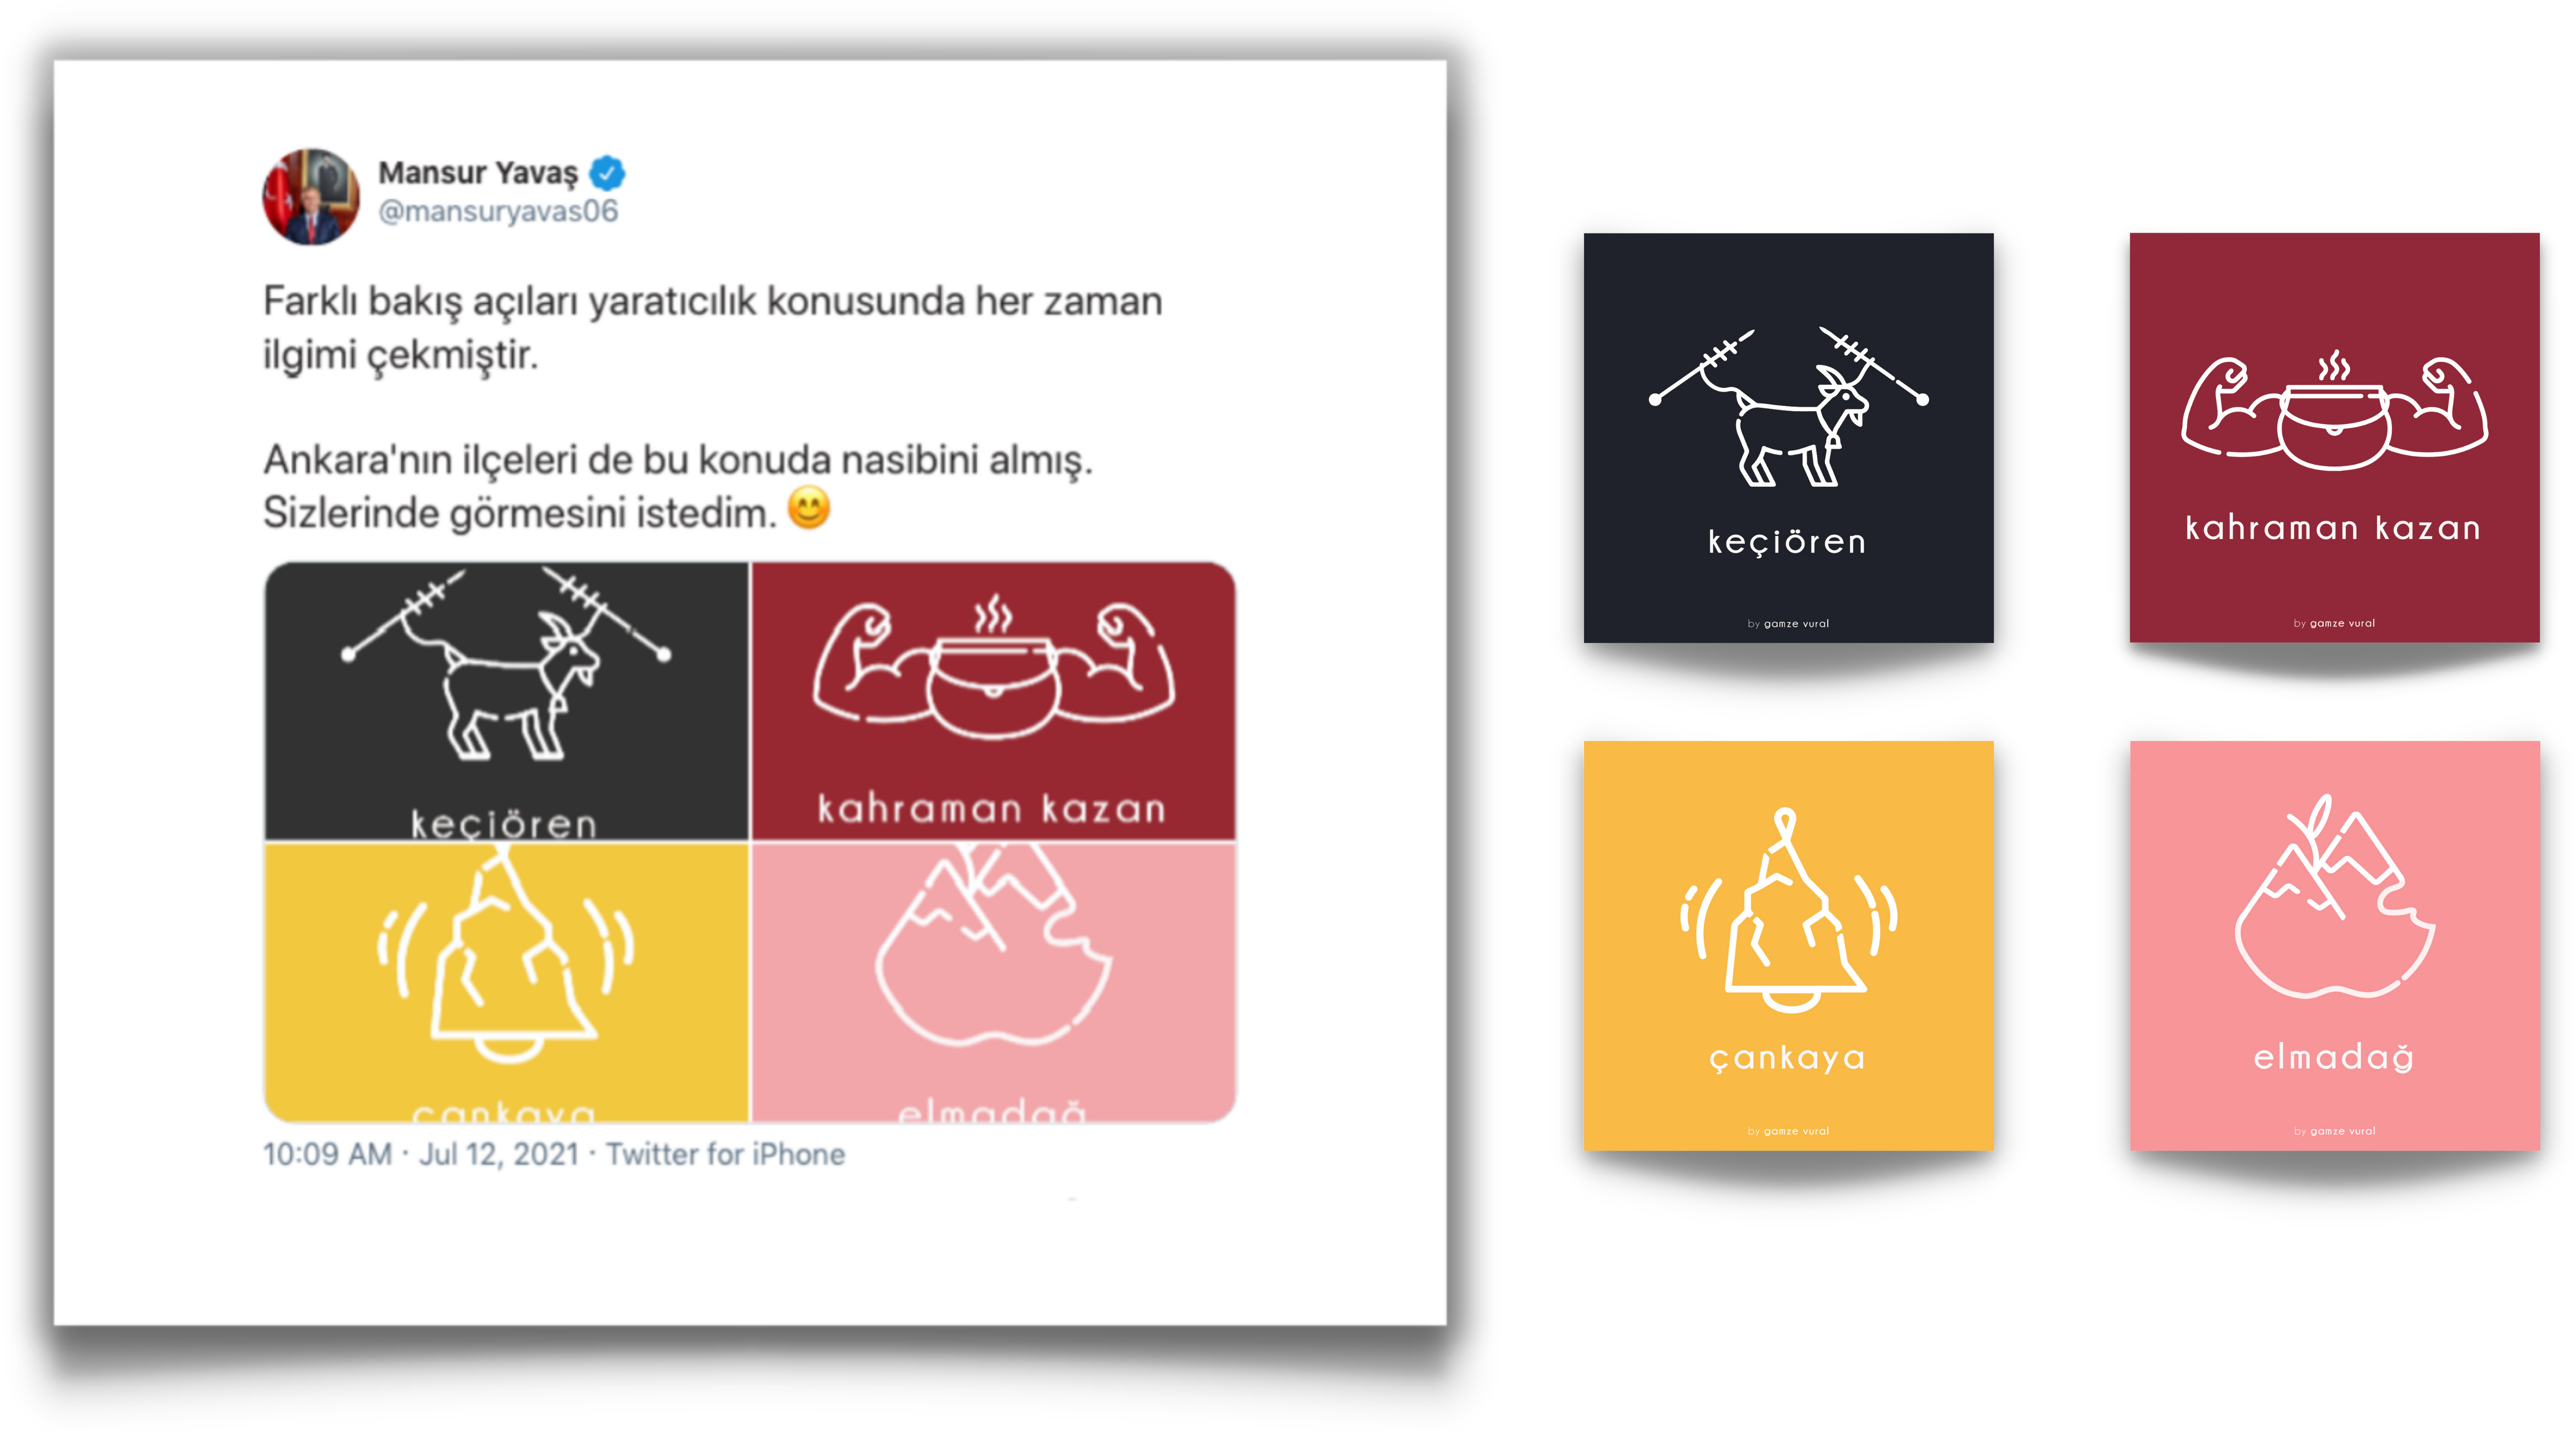 Mansur Yavaş
@mansuryavas06
Farklı bakış açıları yaratıcılık konusunda her zaman
ilgimi çekmiştir.
Ankara'nın ilçeleri de bu konuda nasibini almış.
Sizlerinde görmesini istedim. 😊
keçiören
kahraman kazan
çankaya
elmadağ
10:09 AM · Jul 12, 2021 · Twitter for iPhone
keçiören
by gamze vural
kahraman kazan
by gamze vural
çankaya
by gamze vural
elmadağ
by gamze vural